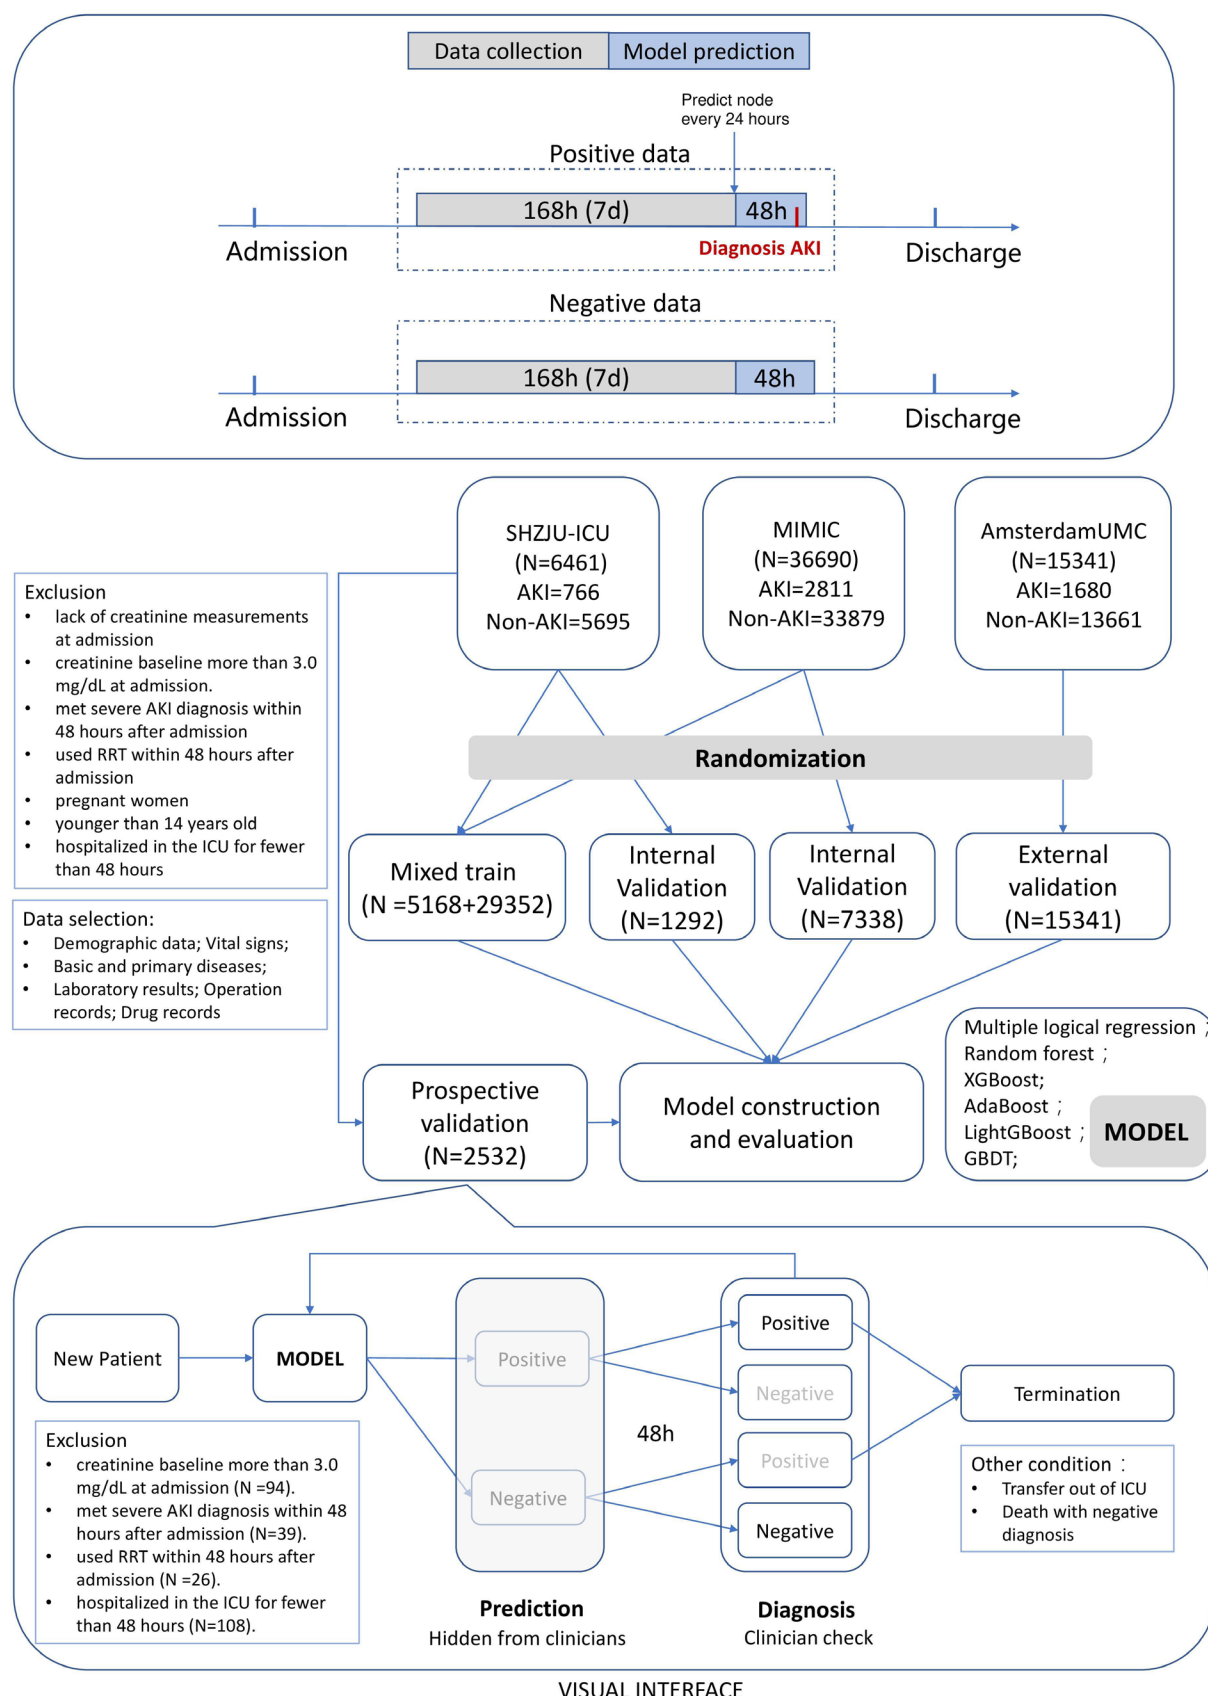 Data collection
Model prediction
Predict node
every 24 hours
Positive data
168h (7d)
48h
Diagnosis AKI
Admission
Discharge
Negative data
168h (7d)
48h
Admission
Discharge
SHZJU-ICU
(N=6461)
AKI=766
Non-AKI=5695
MIMIC
(N=36690)
AKI=2811
Non-AKI=33879
AmsterdamUMC
(N=15341)
AKI=1680
Non-AKI=13661
Exclusion
• lack of creatinine measurements
at admission
• creatinine baseline more than 3.0
mg/dL at admission.
• met severe AKI diagnosis within
48 hours after admission
• used RRT within 48 hours after
admission
• pregnant women
• younger than 14 years old
• hospitalized in the ICU for fewer
than 48 hours
Randomization
Mixed train
(N =5168+29352)
Internal
Validation
(N=1292)
Internal
Validation
(N=7338)
External
validation
(N=15341)
Data selection:
• Demographic data; Vital signs;
• Basic and primary diseases;
• Laboratory results; Operation
records; Drug records
Multiple logical regression ;
Random forest ;
XGBoost;
AdaBoost ;
LightGBoost ;
GBDT;
MODEL
Prospective
validation
(N=2532)
Model construction
and evaluation
New Patient
MODEL
Positive
Negative
48h
Positive
Negative
Positive
Negative
Termination
Exclusion
• creatinine baseline more than 3.0
mg/dL at admission (N =94).
• met severe AKI diagnosis within 48
hours after admission (N=39).
• used RRT within 48 hours after
admission (N =26).
• hospitalized in the ICU for fewer
than 48 hours (N=108).
Other condition :
• Transfer out of ICU
• Death with negative
diagnosis
Prediction
Hidden from clinicians
Diagnosis
Clinician check
VISUAL INTERFACE